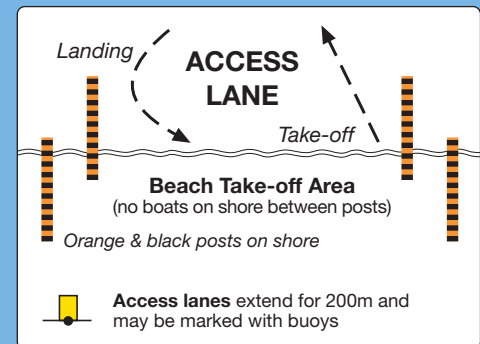 Landing
ACCESS
LANE
Take-off
Beach Take-off Area
(no boats on shore between posts)
Orange & black posts on shore
Access lanes extend for 200m and
may be marked with buoys